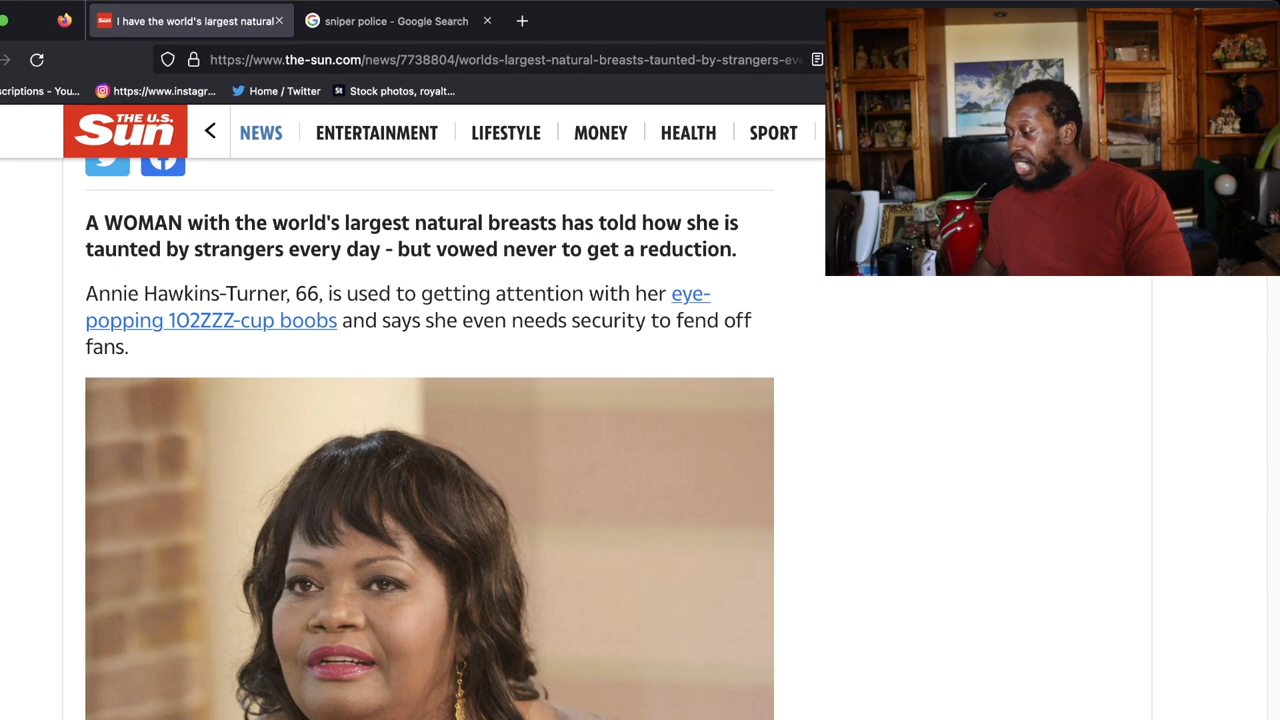 I have the world's largest natural
sniper police - Google Search
https://www.the-sun.com/news/7738804/worlds-largest-natural-breasts-taunted-by-strangers-ev
scriptions - You...
https://www.instagr...
Home / Twitter
St
Stock photos, royalt...
Sun
THE U.S.
Sun
NEWS
ENTERTAINMENT
LIFESTYLE
MONEY
HEALTH
SPORT
A WOMAN with the world's largest natural breasts has told how she is
taunted by strangers every day - but vowed never to get a reduction.
Annie Hawkins-Turner, 66, is used to getting attention with her eye-
popping 102ZZZ-cup boobs and says she even needs security to fend off
fans.